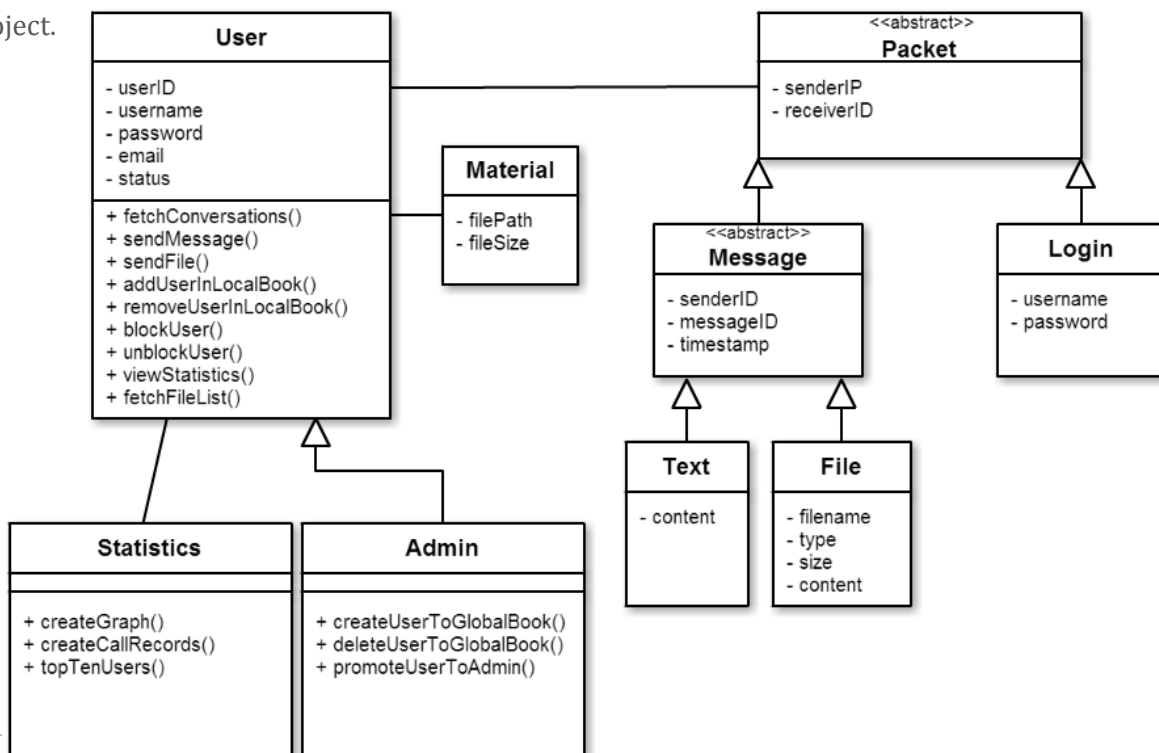 oject.
User
- userID
- username
- password
- email
- status
+ fetchConversations()
+ sendMessage()
+ sendFile()
+ addUserInLocalBook()
+ removeUserInLocalBook()
+ blockUser()
+ unblockUser()
+ viewStatistics()
+ fetchFileList()
Material
- filePath
- fileSize
<<abstract>>
Packet
- senderIP
- receiverID
<<abstract>>
Message
- senderID
- messageID
- timestamp
Login
- username
- password
Text
- content
File
- filename
- type
- size
- content
Statistics
+ createGraph()
+ createCallRecords()
+ topTenUsers()
Admin
+ createUserToGlobalBook()
+ deleteUserToGlobalBook()
+ promoteUserToAdmin()